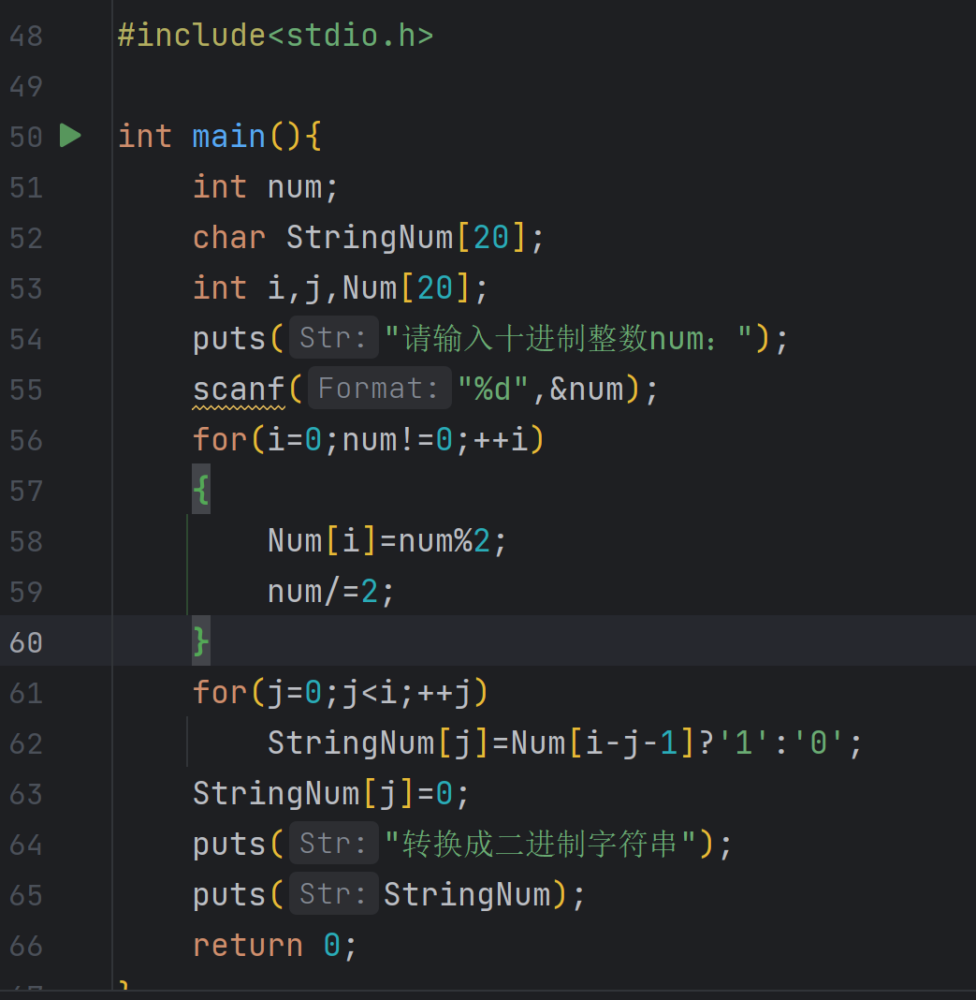 48 #include<stdio.h>
49
50 int main(){
51 int num;
52 char StringNum[20];
53 int i,j,Num[20];
54 puts(Str:"请输入十进制整数num：");
55 scanf(Format:"%d",&num);
56 for(i=0;num!=0;++i)
57 {
58 Num[i]=num%2;
59 num/=2;
60 }
61 for(j=0;j<i;++j)
62 StringNum[j]=Num[i-j-1]?'1':'0';
63 StringNum[j]=0;
64 puts(Str:"转换成二进制字符串");
65 puts(Str:StringNum);
66 return 0;